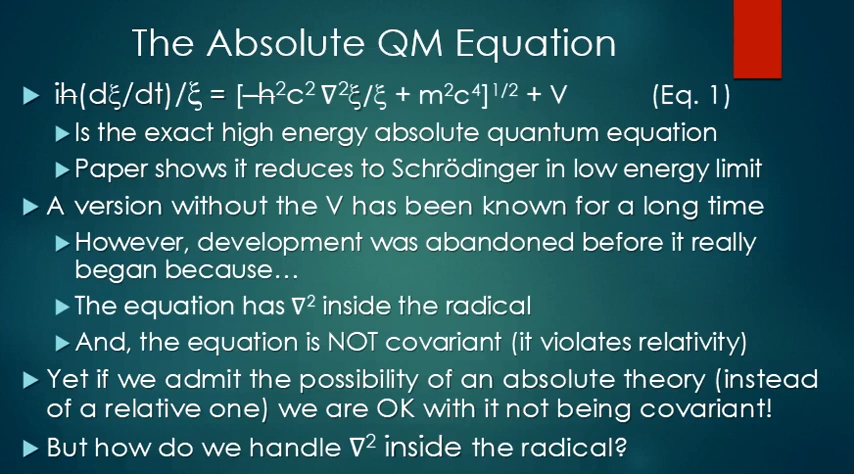 The Absolute QM Equation
iħ(dξ/dt)/ξ = [–ħ²c² ∇²ξ/ξ + m²c⁴]¹ᐟ² + V (Eq. 1)
Is the exact high energy absolute quantum equation
Paper shows it reduces to Schrödinger in low energy limit
A version without the V has been known for a long time
However, development was abandoned before it really
began because…
The equation has ∇² inside the radical
And, the equation is NOT covariant (it violates relativity)
Yet if we admit the possibility of an absolute theory (instead
of a relative one) we are OK with it not being covariant!
But how do we handle ∇² inside the radical?